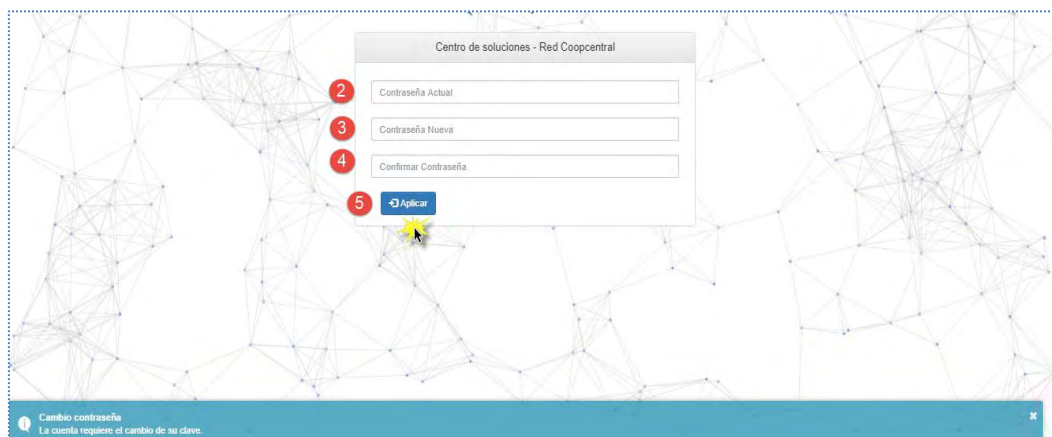 Centro de soluciones - Red Coopcentral
2 Contraseña Actual
3 Contraseña Nueva
4 Confirmar Contraseña
5 Aplicar
Cambio contraseña
La cuenta requiere el cambio de su clave.